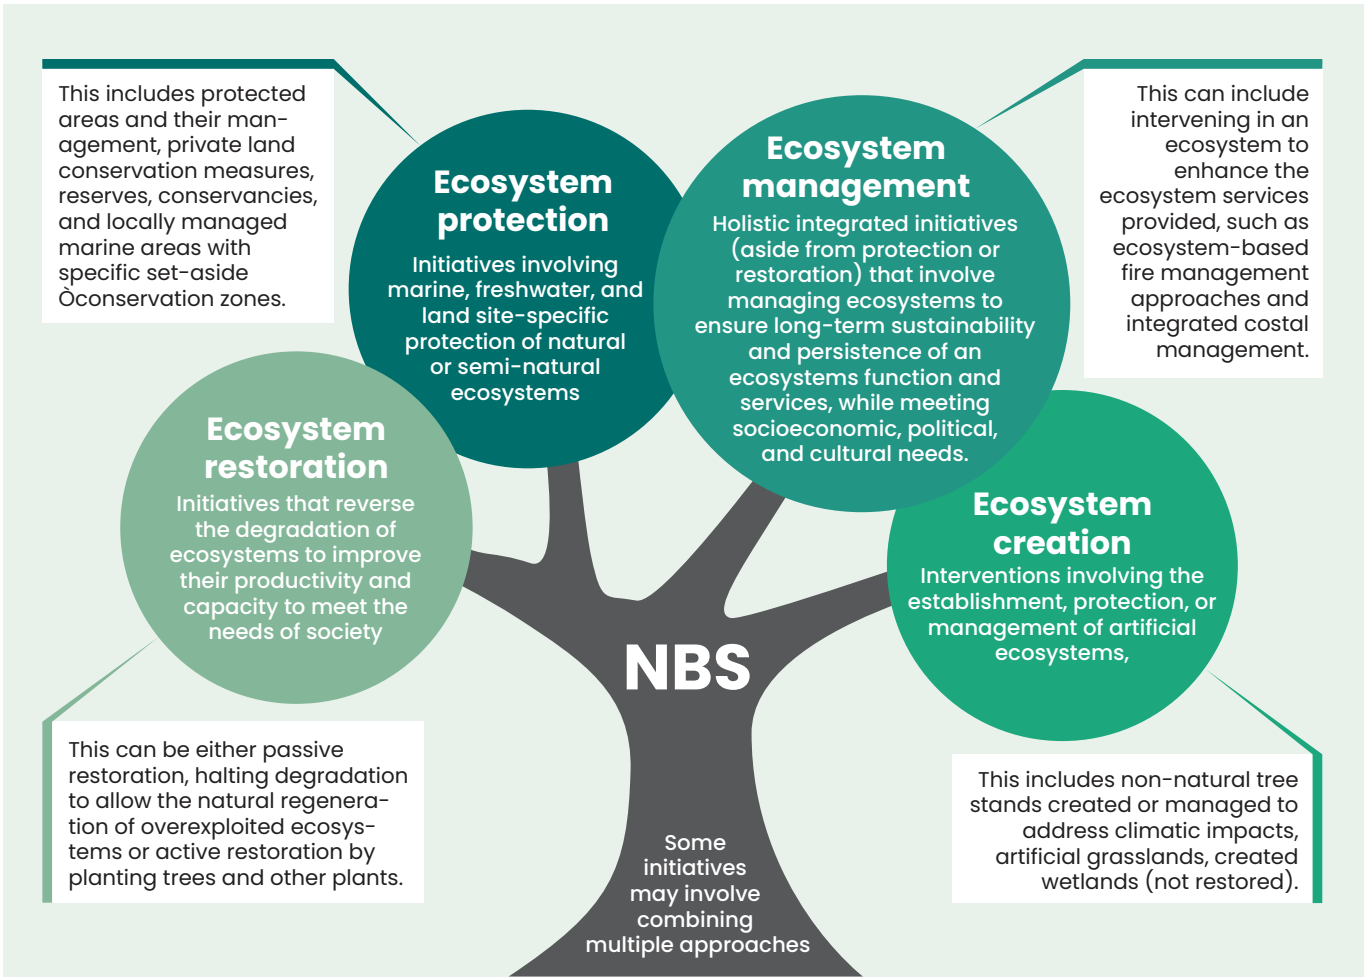 This includes protected
areas and their man-
agement, private land
conservation measures,
reserves, conservancies,
and locally managed
marine areas with
specific set-aside
Òconservation zones.
Ecosystem
protection
Initiatives involving
marine, freshwater, and
land site-specific
protection of natural
or semi-natural
ecosystems
Ecosystem
management
Holistic integrated initiatives
(aside from protection or
restoration) that involve
managing ecosystems to
ensure long-term sustainability
and persistence of an
ecosystems function and
services, while meeting
socioeconomic, political,
and cultural needs.
This can include
intervening in an
ecosystem to
enhance the
ecosystem services
provided, such as
ecosystem-based
fire management
approaches and
integrated costal
management.
Ecosystem
restoration
Initiatives that reverse
the degradation of
ecosystems to improve
their productivity and
capacity to meet the
needs of society
Ecosystem
creation
Interventions involving the
establishment, protection, or
management of artificial
ecosystems,
NBS
This can be either passive
restoration, halting degradation
to allow the natural regenera-
tion of overexploited ecosys-
tems or active restoration by
planting trees and other plants.
This includes non-natural tree
stands created or managed to
address climatic impacts,
artificial grasslands, created
wetlands (not restored).
Some
initiatives
may involve
combining
multiple approaches